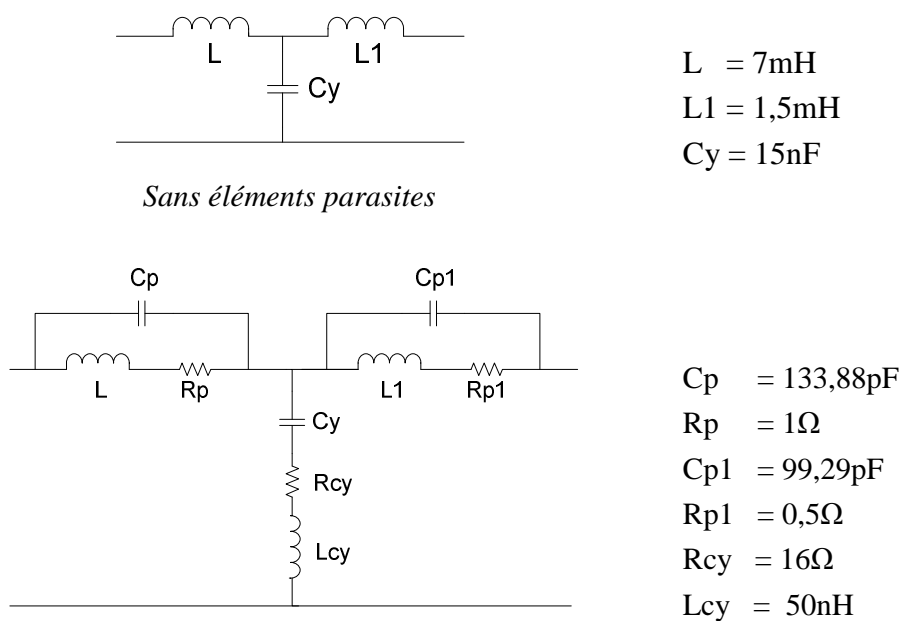 L
L1
Cy
L = 7mH
L1 = 1,5mH
Cy = 15nF
Sans éléments parasites
Cp
Cp1
L
Rp
L1
Rp1
Cy
Rcy
Lcy
Cp = 133,88pF
Rp = 1Ω
Cp1 = 99,29pF
Rp1 = 0,5Ω
Rcy = 16Ω
Lcy = 50nH